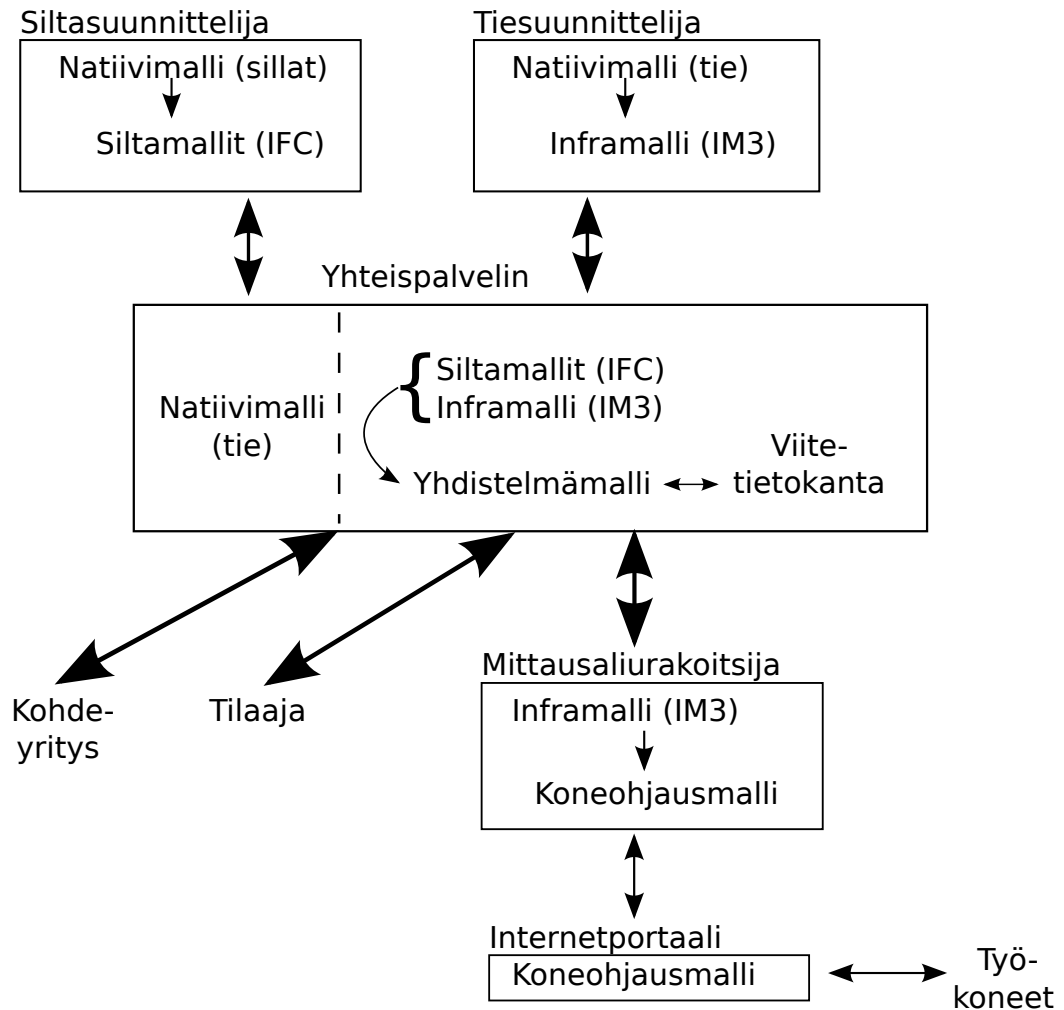 Siltasuunnittelija
Natiivimalli (sillat)
Siltamallit (IFC)
Tiesuunnittelija
Natiivimalli (tie)
Inframalli (IM3)
Yhteispalvelin
Natiivimalli
(tie)
{ Siltamallit (IFC)
Inframalli (IM3)
Yhdistelmämalli
Viite-
tietokanta
Kohde-
yritys
Tilaaja
Mittausaliurakoitsija
Inframalli (IM3)
Koneohjausmalli
Internetportaali
Koneohjausmalli
Työ-
koneet